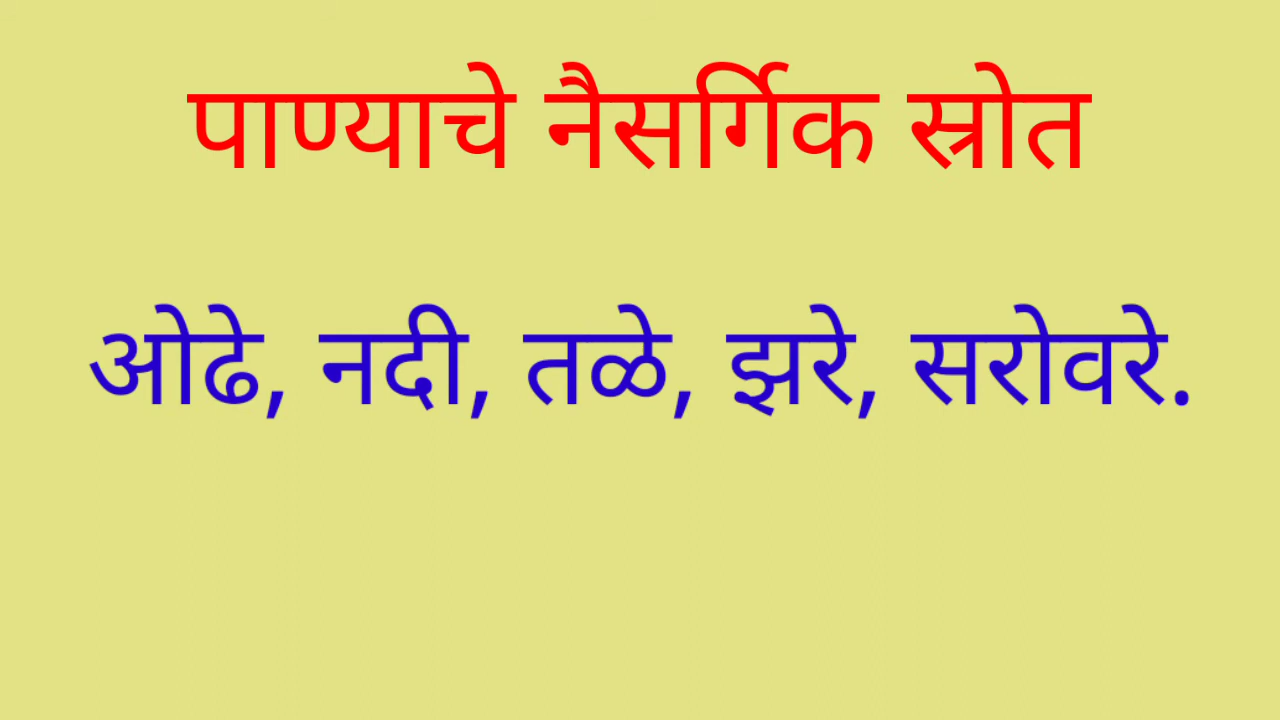 पाण्याचे नैसर्गिक स्रोत
ओढे, नदी, तळे, झरे, सरोवरे.